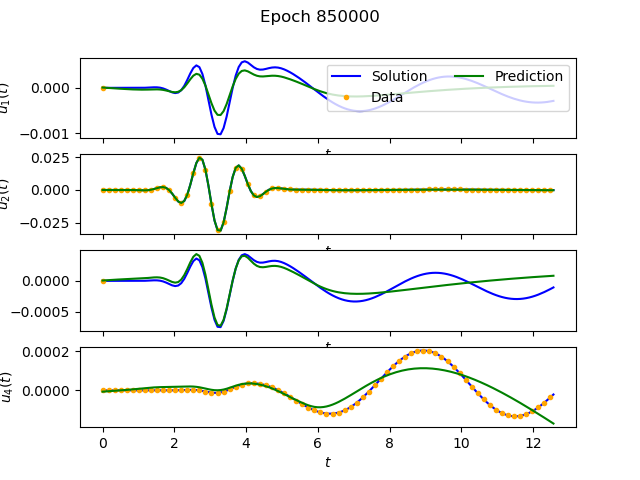 Epoch 850000
u1(t)
0.000
−0.001
Solution
Data
Prediction
u2(t)
0.025
0.000
−0.025
0.0000
−0.0005
u4(t)
0.0002
0.0000
0 2 4 6 8 10 12
t